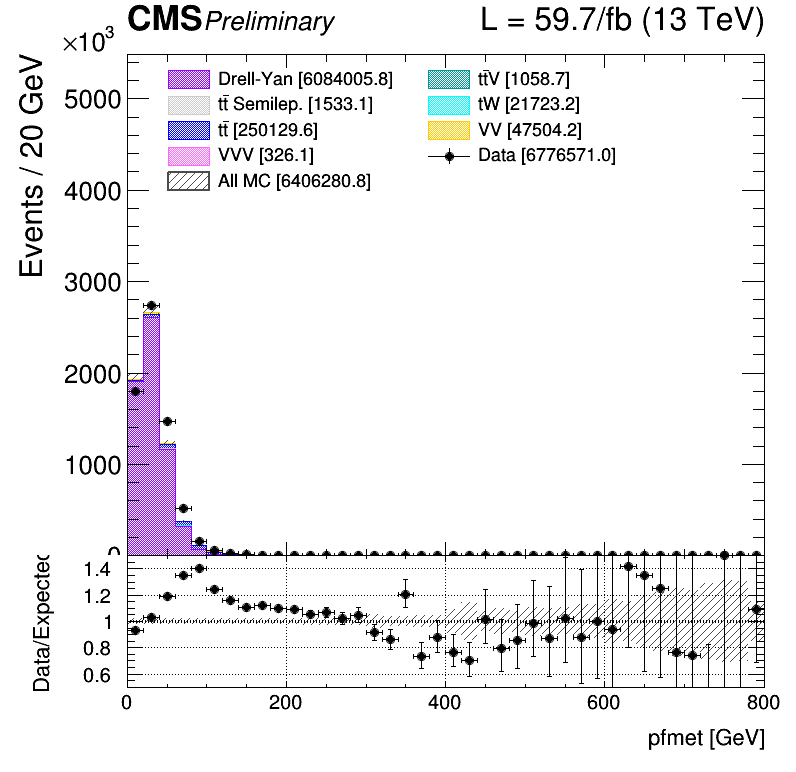 CMS Preliminary L = 59.7/fb (13 TeV)
×10³
Events / 20 GeV
Drell-Yan [6084005.8]
tt̄ Semilep. [1533.1]
tt̄ [250129.6]
VVV [326.1]
All MC [6406280.8]
tt̄V [1058.7]
tW [21723.2]
VV [47504.2]
Data [6776571.0]
5000
4000
3000
2000
1000
0
Data/Expected
1.4
1.2
1
0.8
0.6
0 200 400 600 800
pfmet [GeV]